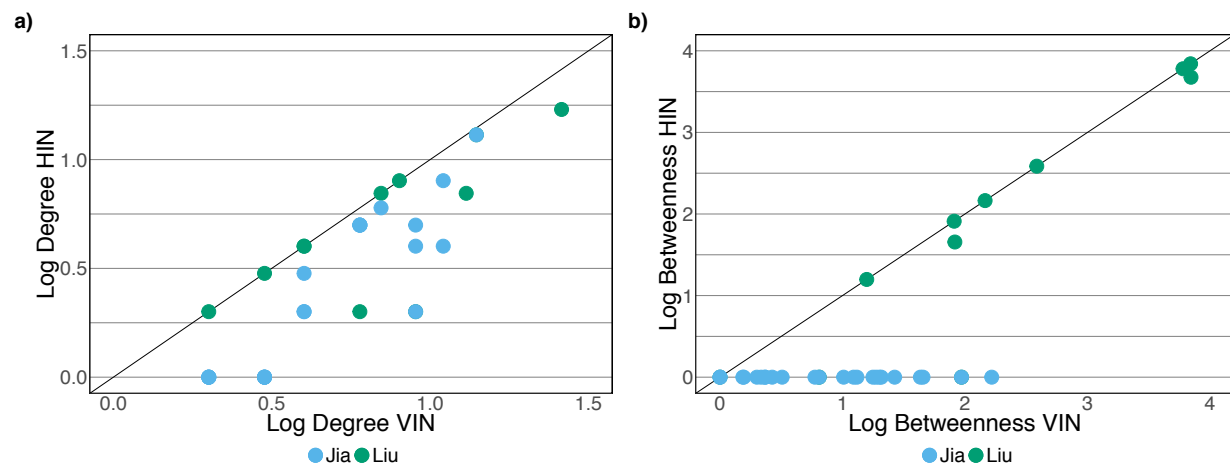 a)
Log Degree HIN
1.5
1.0
0.5
0.0
0.0 0.5 1.0 1.5
Log Degree VIN
Jia Liu
b)
Log Betweenness HIN
4
3
2
1
0
0 1 2 3 4
Log Betweenness VIN
Jia Liu